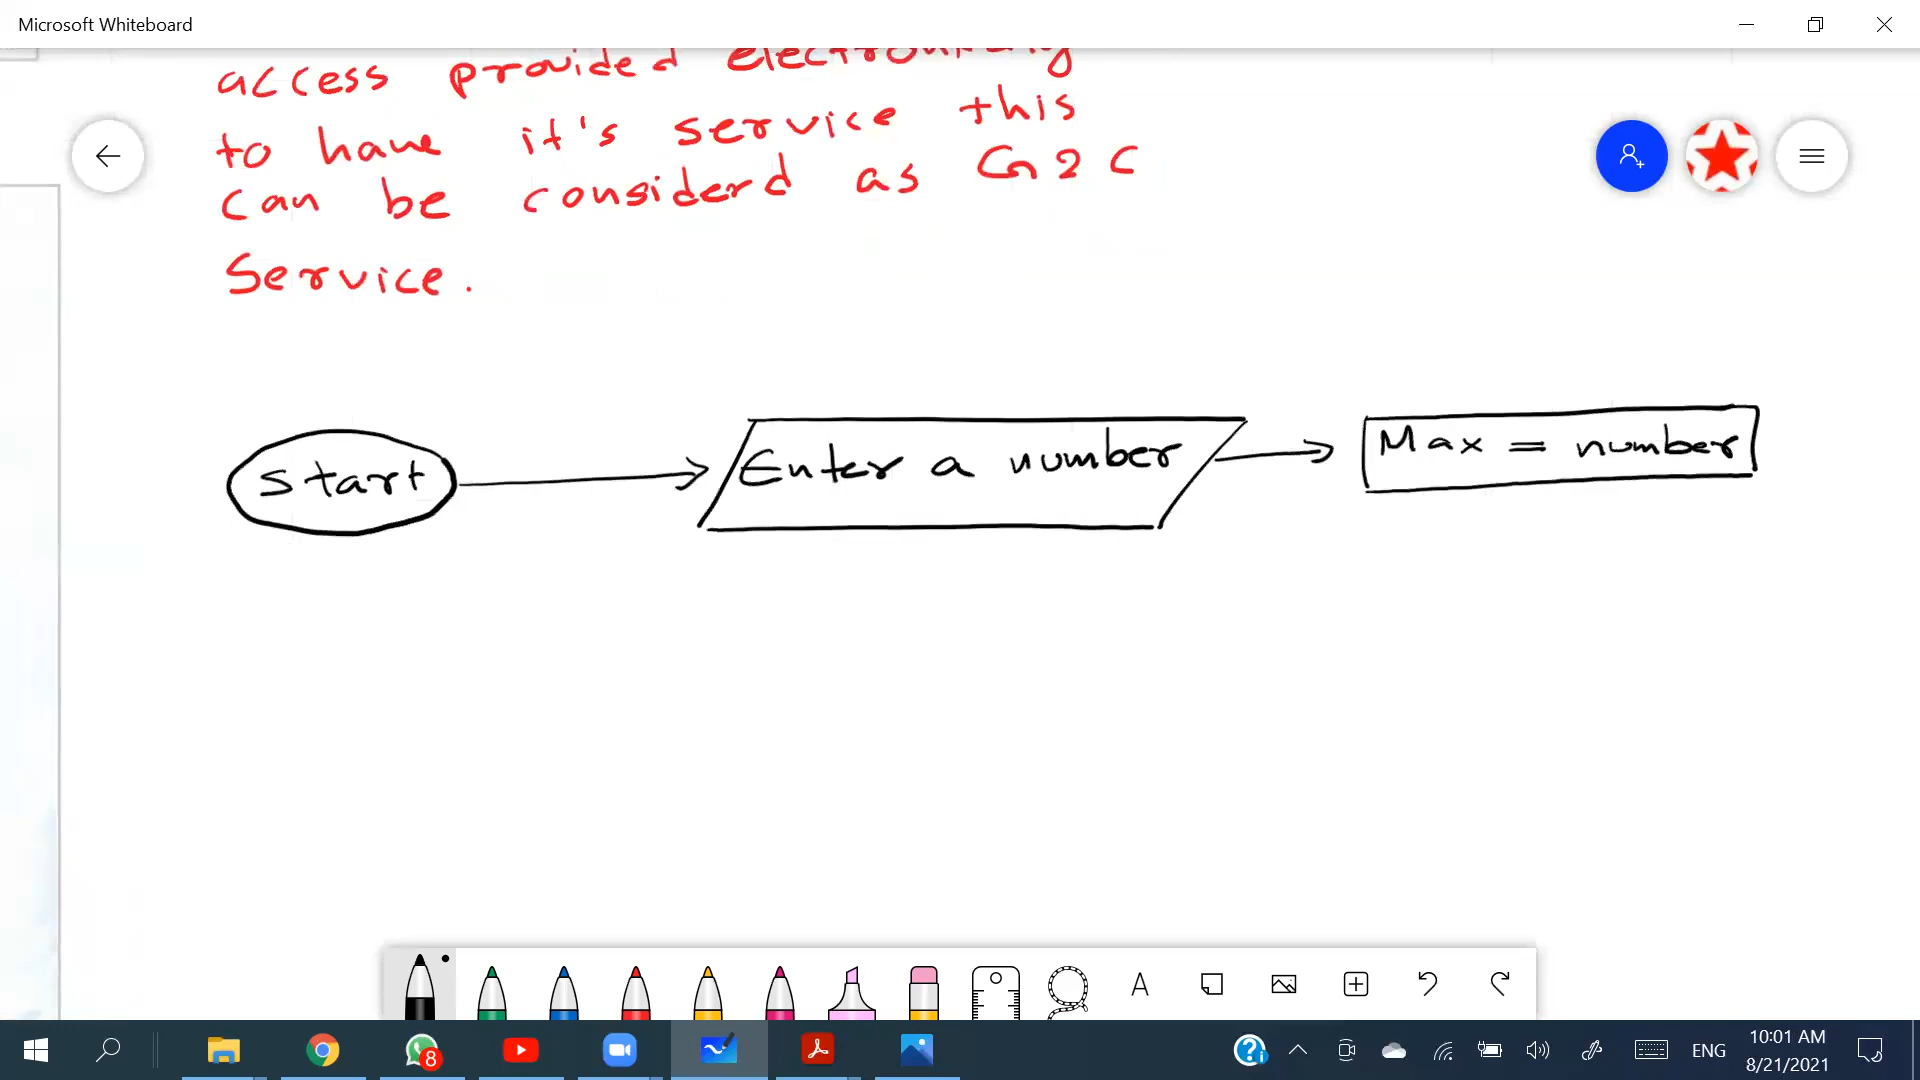 Microsoft Whiteboard
access provided electronically
to have it's service this
can be considerd as G2C
Service.
start
Enter a number
Max = number
A
8
ENG
10:01 AM
8/21/2021